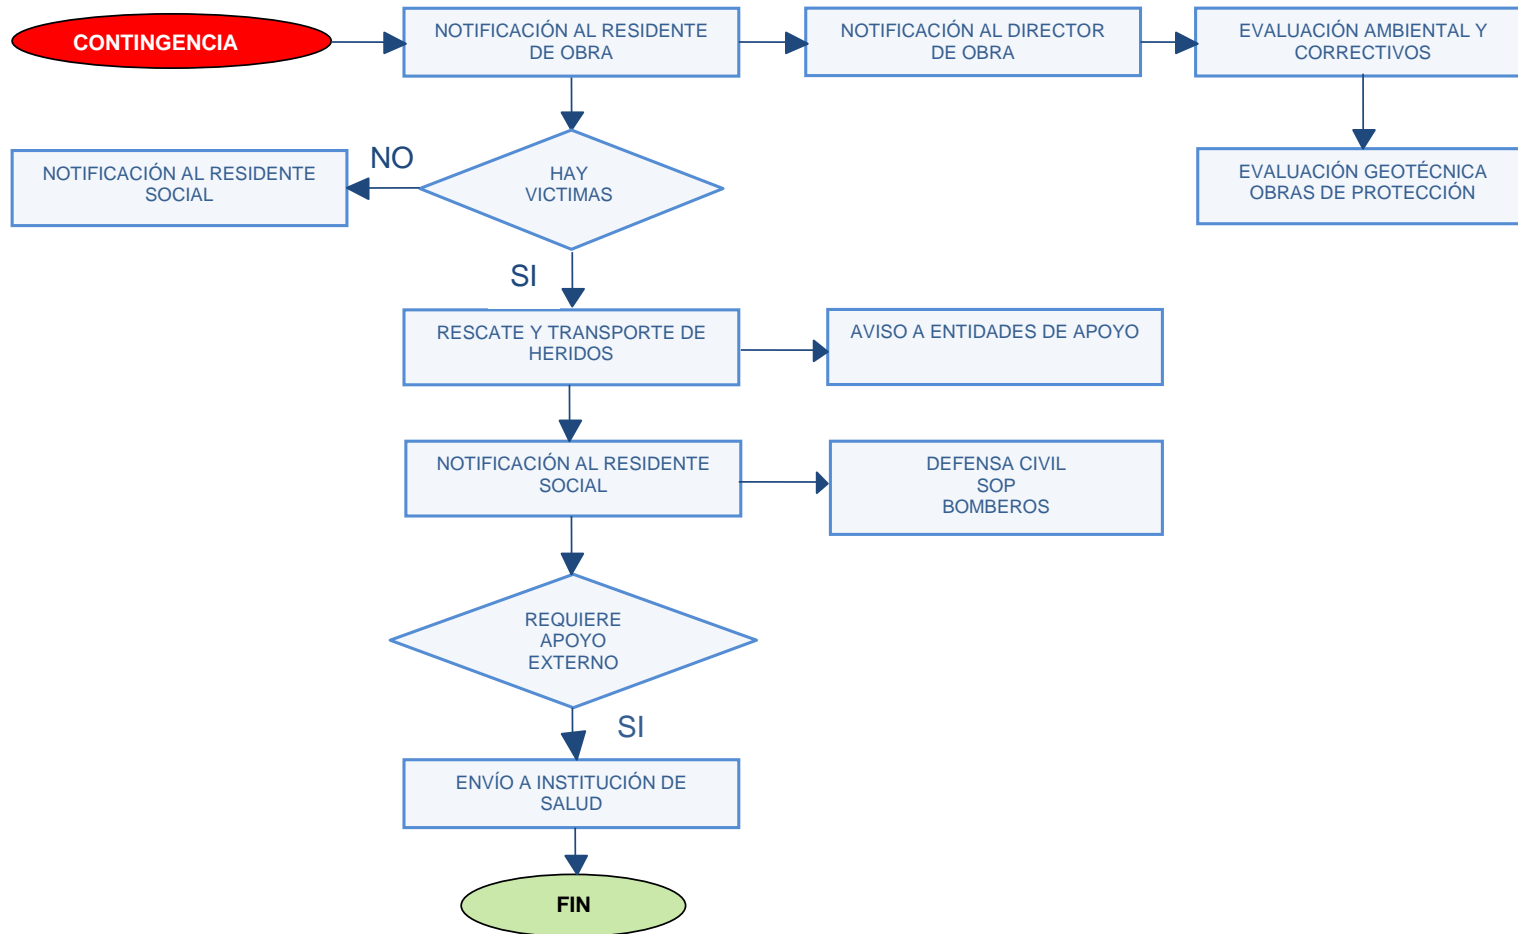 CONTINGENCIA
NOTIFICACIÓN AL RESIDENTE
DE OBRA
NOTIFICACIÓN AL DIRECTOR
DE OBRA
EVALUACIÓN AMBIENTAL Y
CORRECTIVOS
NOTIFICACIÓN AL RESIDENTE
SOCIAL
NO
HAY
VICTIMAS
EVALUACIÓN GEOTÉCNICA
OBRAS DE PROTECCIÓN
SI
RESCATE Y TRANSPORTE DE
HERIDOS
AVISO A ENTIDADES DE APOYO
NOTIFICACIÓN AL RESIDENTE
SOCIAL
DEFENSA CIVIL
SOP
BOMBEROS
REQUIERE
APOYO
EXTERNO
SI
ENVÍO A INSTITUCIÓN DE
SALUD
FIN